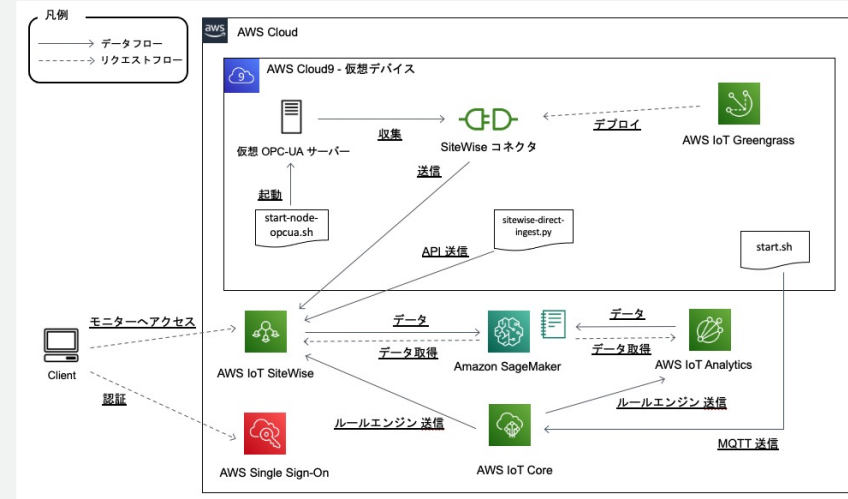 凡例
データフロー
リクエストフロー
aws
AWS Cloud
9
AWS Cloud9 - 仮想デバイス
仮想 OPC-UA サーバー
収集
SiteWise コネクタ
デプロイ
AWS IoT Greengrass
送信
起動
start-node-
opcua.sh
sitewise-direct-
ingest.py
start.sh
API 送信
モニターへアクセス
Client
認証
AWS IoT SiteWise
データ
データ取得
Amazon SageMaker
データ
データ取得
AWS IoT Analytics
ルールエンジン 送信
ルールエンジン 送信
MQTT 送信
AWS Single Sign-On
AWS IoT Core